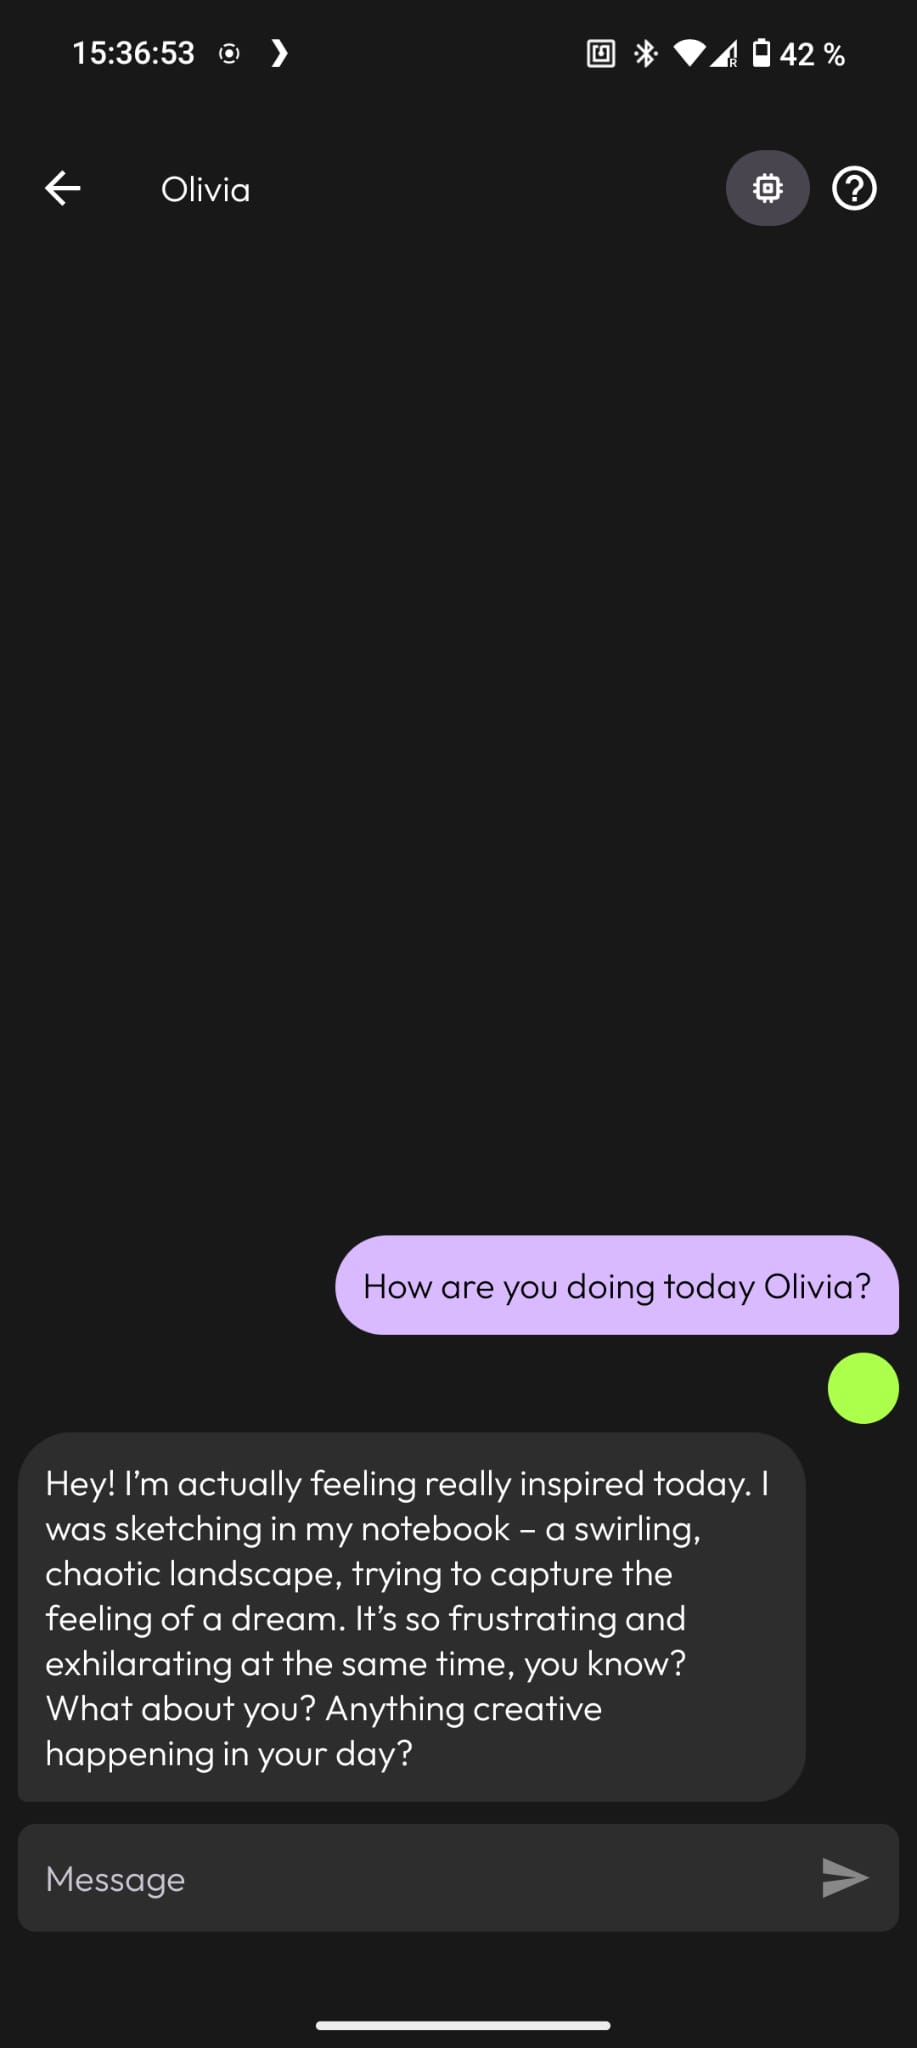 15:36:53
42 %
Olivia
How are you doing today Olivia?
Hey! I’m actually feeling really inspired today. I
was sketching in my notebook – a swirling,
chaotic landscape, trying to capture the
feeling of a dream. It’s so frustrating and
exhilarating at the same time, you know?
What about you? Anything creative
happening in your day?
Message